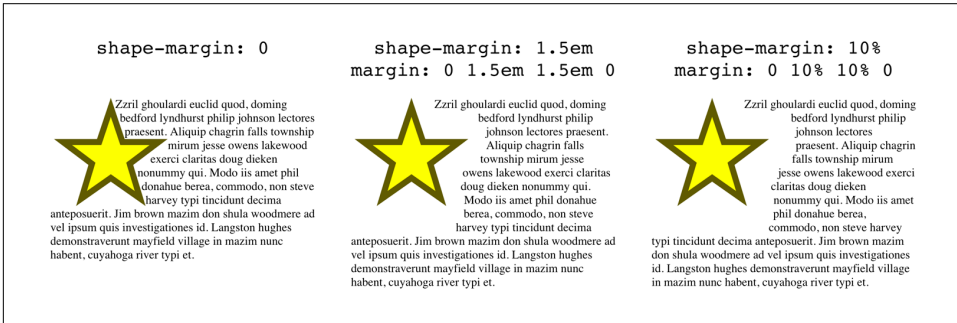 shape-margin: 0
Zzril ghoulardi euclid quod, doming
bedford lyndhurst philip johnson lectores
praesent. Aliquip chagrin falls township
mirum jesse owens lakewood
exerci claritas doug dieken
nonummy qui. Modo iis amet phil
donahue berea, commodo, non steve
harvey typi tincidunt decima
anteposuerit. Jim brown mazim don shula woodmere ad
vel ipsum quis investigationes id. Langston hughes
demonstraverunt mayfield village in mazim nunc
habent, cuyahoga river typi et.
shape-margin: 1.5em
margin: 0 1.5em 1.5em 0
Zzril ghoulardi euclid quod, doming
bedford lyndhurst philip
johnson lectores praesent.
Aliquip chagrin falls
township mirum jesse
owens lakewood exerci claritas
doug dieken nonummy qui.
Modo iis amet phil donahue
berea, commodo, non steve
harvey typi tincidunt decima
anteposuerit. Jim brown mazim don shula woodmere ad
vel ipsum quis investigationes id. Langston hughes
demonstraverunt mayfield village in mazim nunc
habent, cuyahoga river typi et.
shape-margin: 10%
margin: 0 10% 10% 0
Zzril ghoulardi euclid quod, doming
bedford lyndhurst philip
johnson lectores
praesent. Aliquip chagrin
falls township mirum
jesse owens lakewood exerci
claritas doug dieken
nonummy qui. Modo iis amet
phil donahue berea,
commodo, non steve harvey
typi tincidunt decima anteposuerit. Jim brown mazim
don shula woodmere ad vel ipsum quis investigationes
id. Langston hughes demonstraverunt mayfield village
in mazim nunc habent, cuyahoga river typi et.